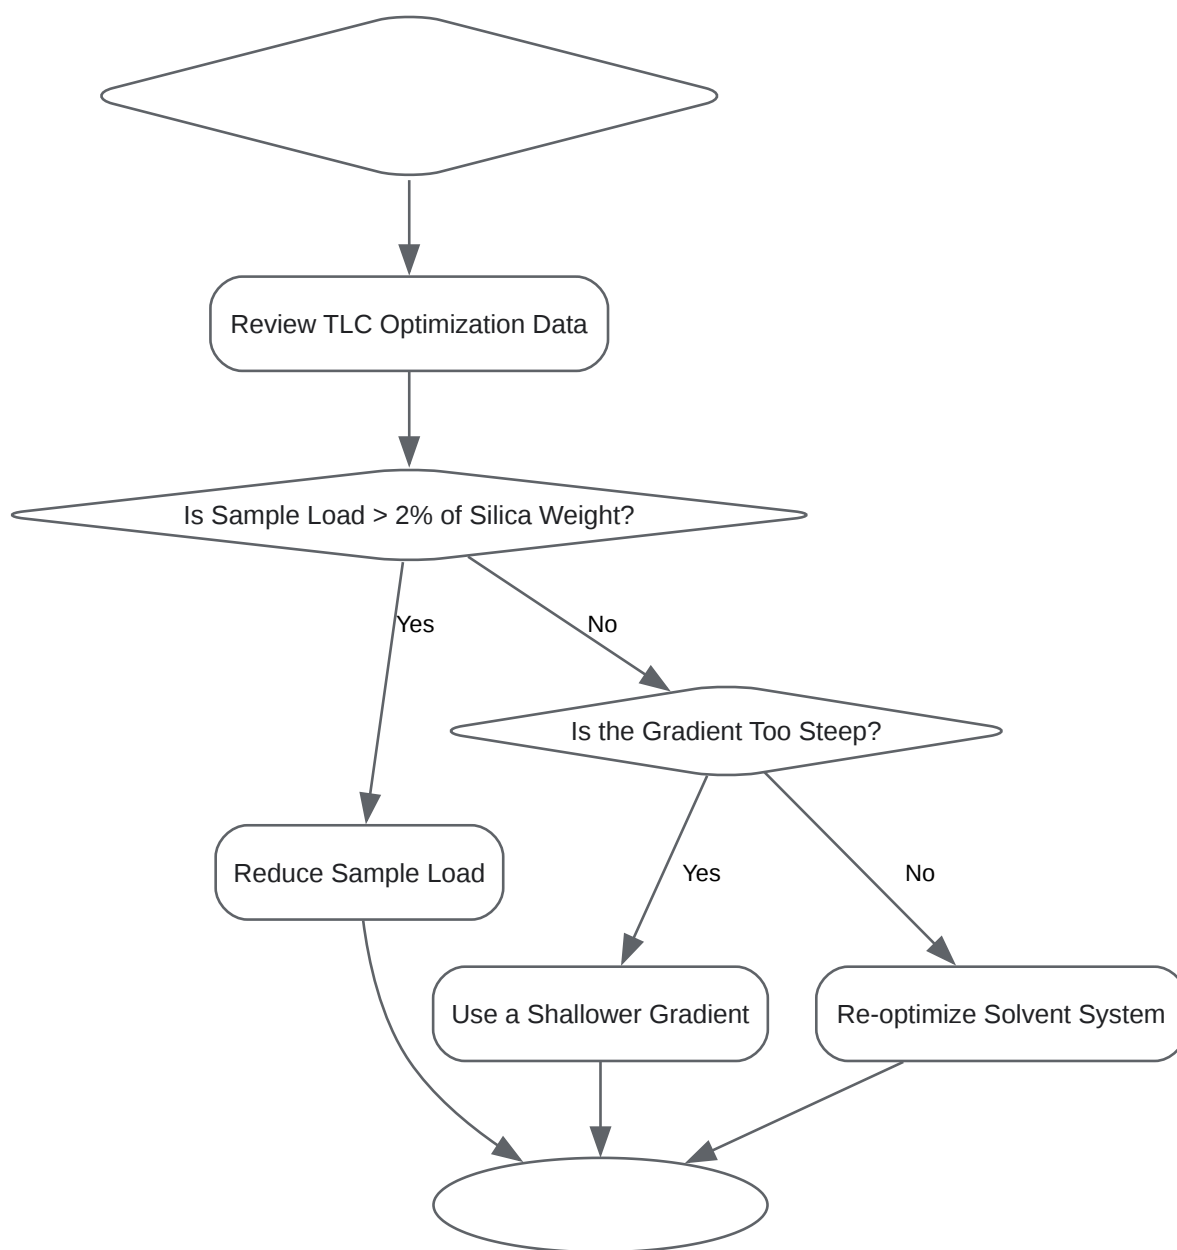 Review TLC Optimization Data
Is Sample Load > 2% of Silica Weight?
Yes
No
Is the Gradient Too Steep?
Reduce Sample Load
Yes
No
Use a Shallower Gradient
Re-optimize Solvent System